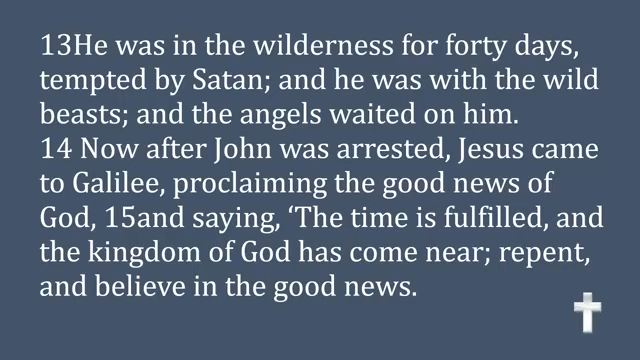 13He was in the wilderness for forty days,
tempted by Satan; and he was with the wild
beasts; and the angels waited on him.
14 Now after John was arrested, Jesus came
to Galilee, proclaiming the good news of
God, 15and saying, ‘The time is fulfilled, and
the kingdom of God has come near; repent,
and believe in the good news.